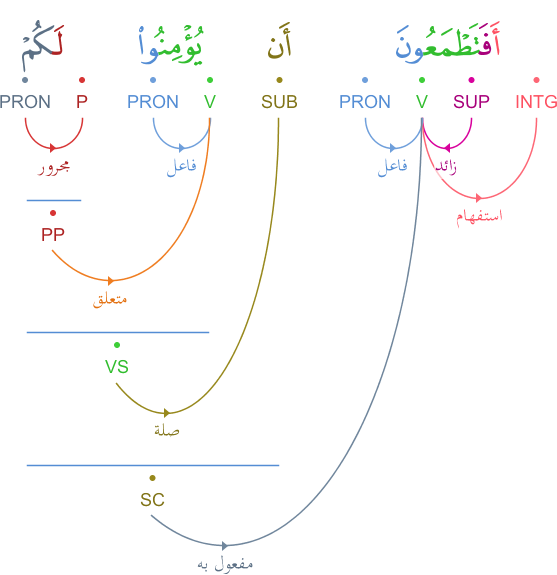 أَفَتَطْمَعُونَ أَن يُؤْمِنُوا۟ لَكُمْ
INTG SUP V PRON SUB V PRON P PRON
مجرور فاعل فاعل زائد
استفهام
PP
متعلق
VS
صلة
SC
مفعول به